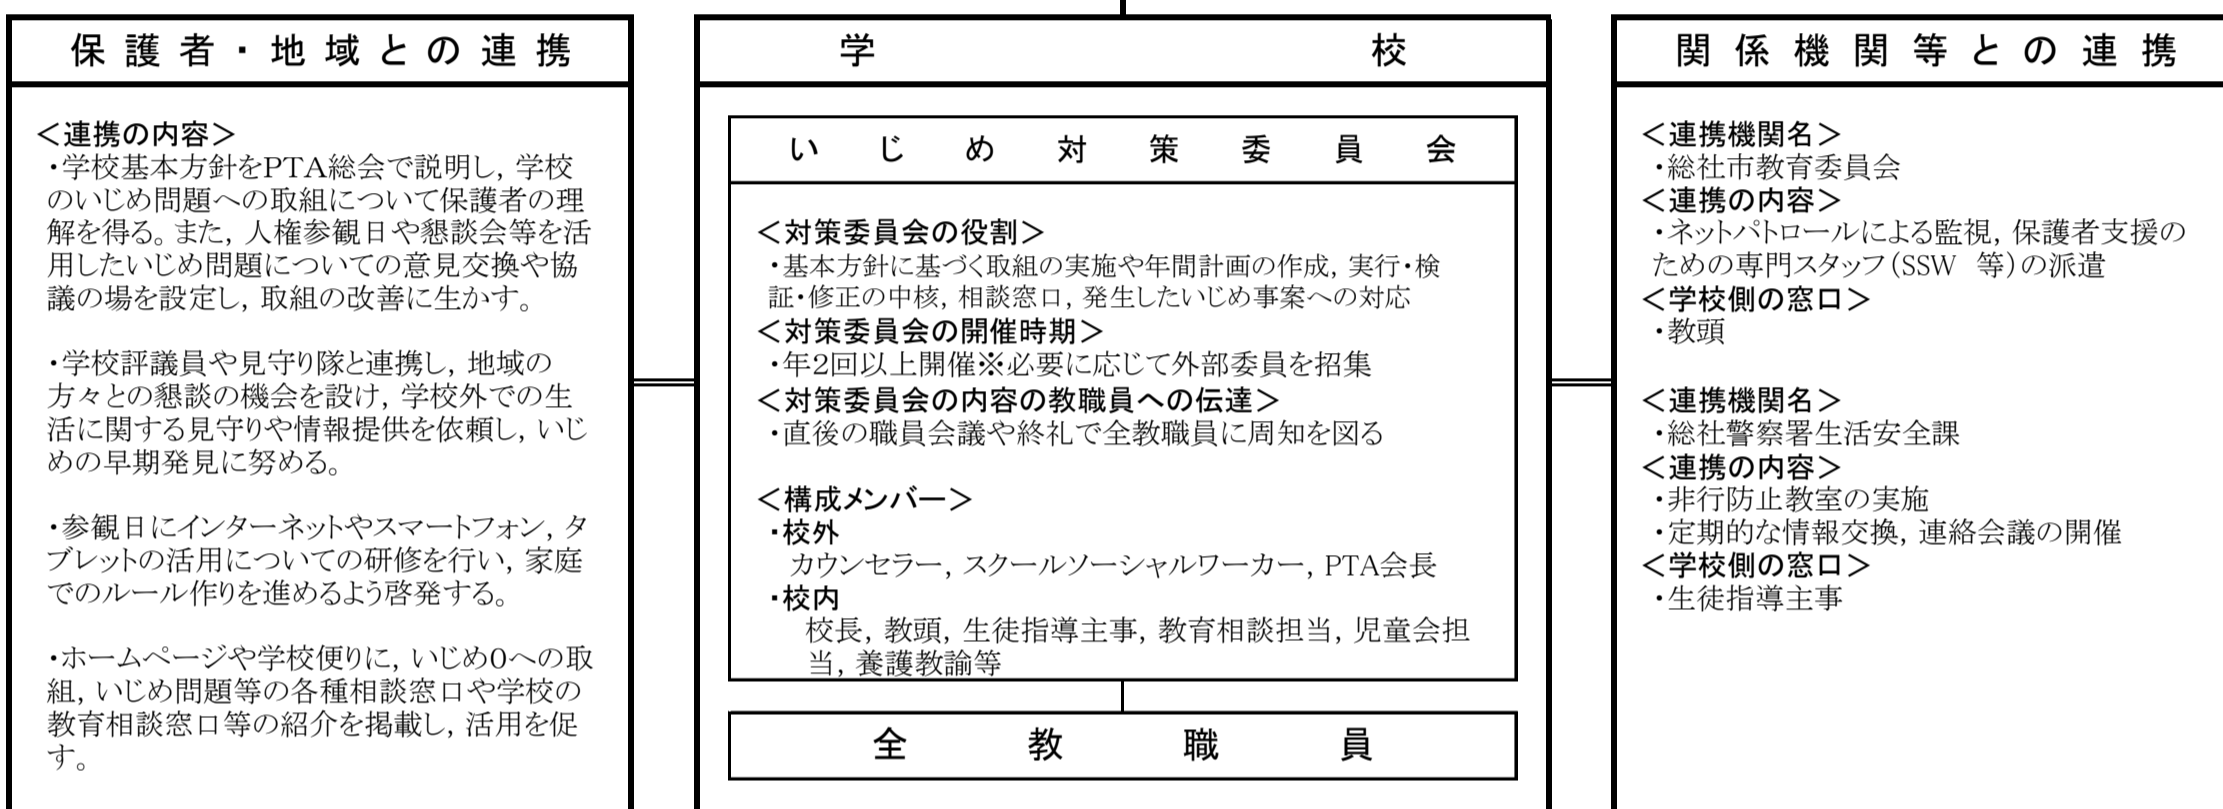 保護者・地域との連携
＜連携の内容＞
・学校基本方針をPTA総会で説明し，学校
のいじめ問題への取組について保護者の理
解を得る。また，人権参観日や懇談会等を活
用したいじめ問題についての意見交換や協
議の場を設定し，取組の改善に生かす。
・学校評議員や見守り隊と連携し，地域の
方々との懇談の機会を設け，学校外での生
活に関する見守りや情報提供を依頼し，いじ
めの早期発見に努める。
・参観日にインターネットやスマートフォン，タ
ブレットの活用についての研修を行い，家庭
でのルール作りを進めるよう啓発する。
・ホームページや学校便りに，いじめ0への取
組，いじめ問題等の各種相談窓口や学校の
教育相談窓口等の紹介を掲載し，活用を促
す。
学校
いじめ対策委員会
＜対策委員会の役割＞
・基本方針に基づく取組の実施や年間計画の作成，実行・検
証・修正の中核，相談窓口，発生したいじめ事案への対応
＜対策委員会の開催時期＞
・年2回以上開催※必要に応じて外部委員を招集
＜対策委員会の内容の教職員への伝達＞
・直後の職員会議や終礼で全教職員に周知を図る
＜構成メンバー＞
・校外
カウンセラー，スクールソーシャルワーカー，PTA会長
・校内
校長，教頭，生徒指導主事，教育相談担当，児童会担
当，養護教諭等
全教職員
関係機関等との連携
＜連携機関名＞
・総社市教育委員会
＜連携の内容＞
・ネットパトロールによる監視，保護者支援の
ための専門スタッフ（SSW　等）の派遣
＜学校側の窓口＞
・教頭
＜連携機関名＞
・総社警察署生活安全課
＜連携の内容＞
・非行防止教室の実施
・定期的な情報交換，連絡会議の開催
＜学校側の窓口＞
・生徒指導主事